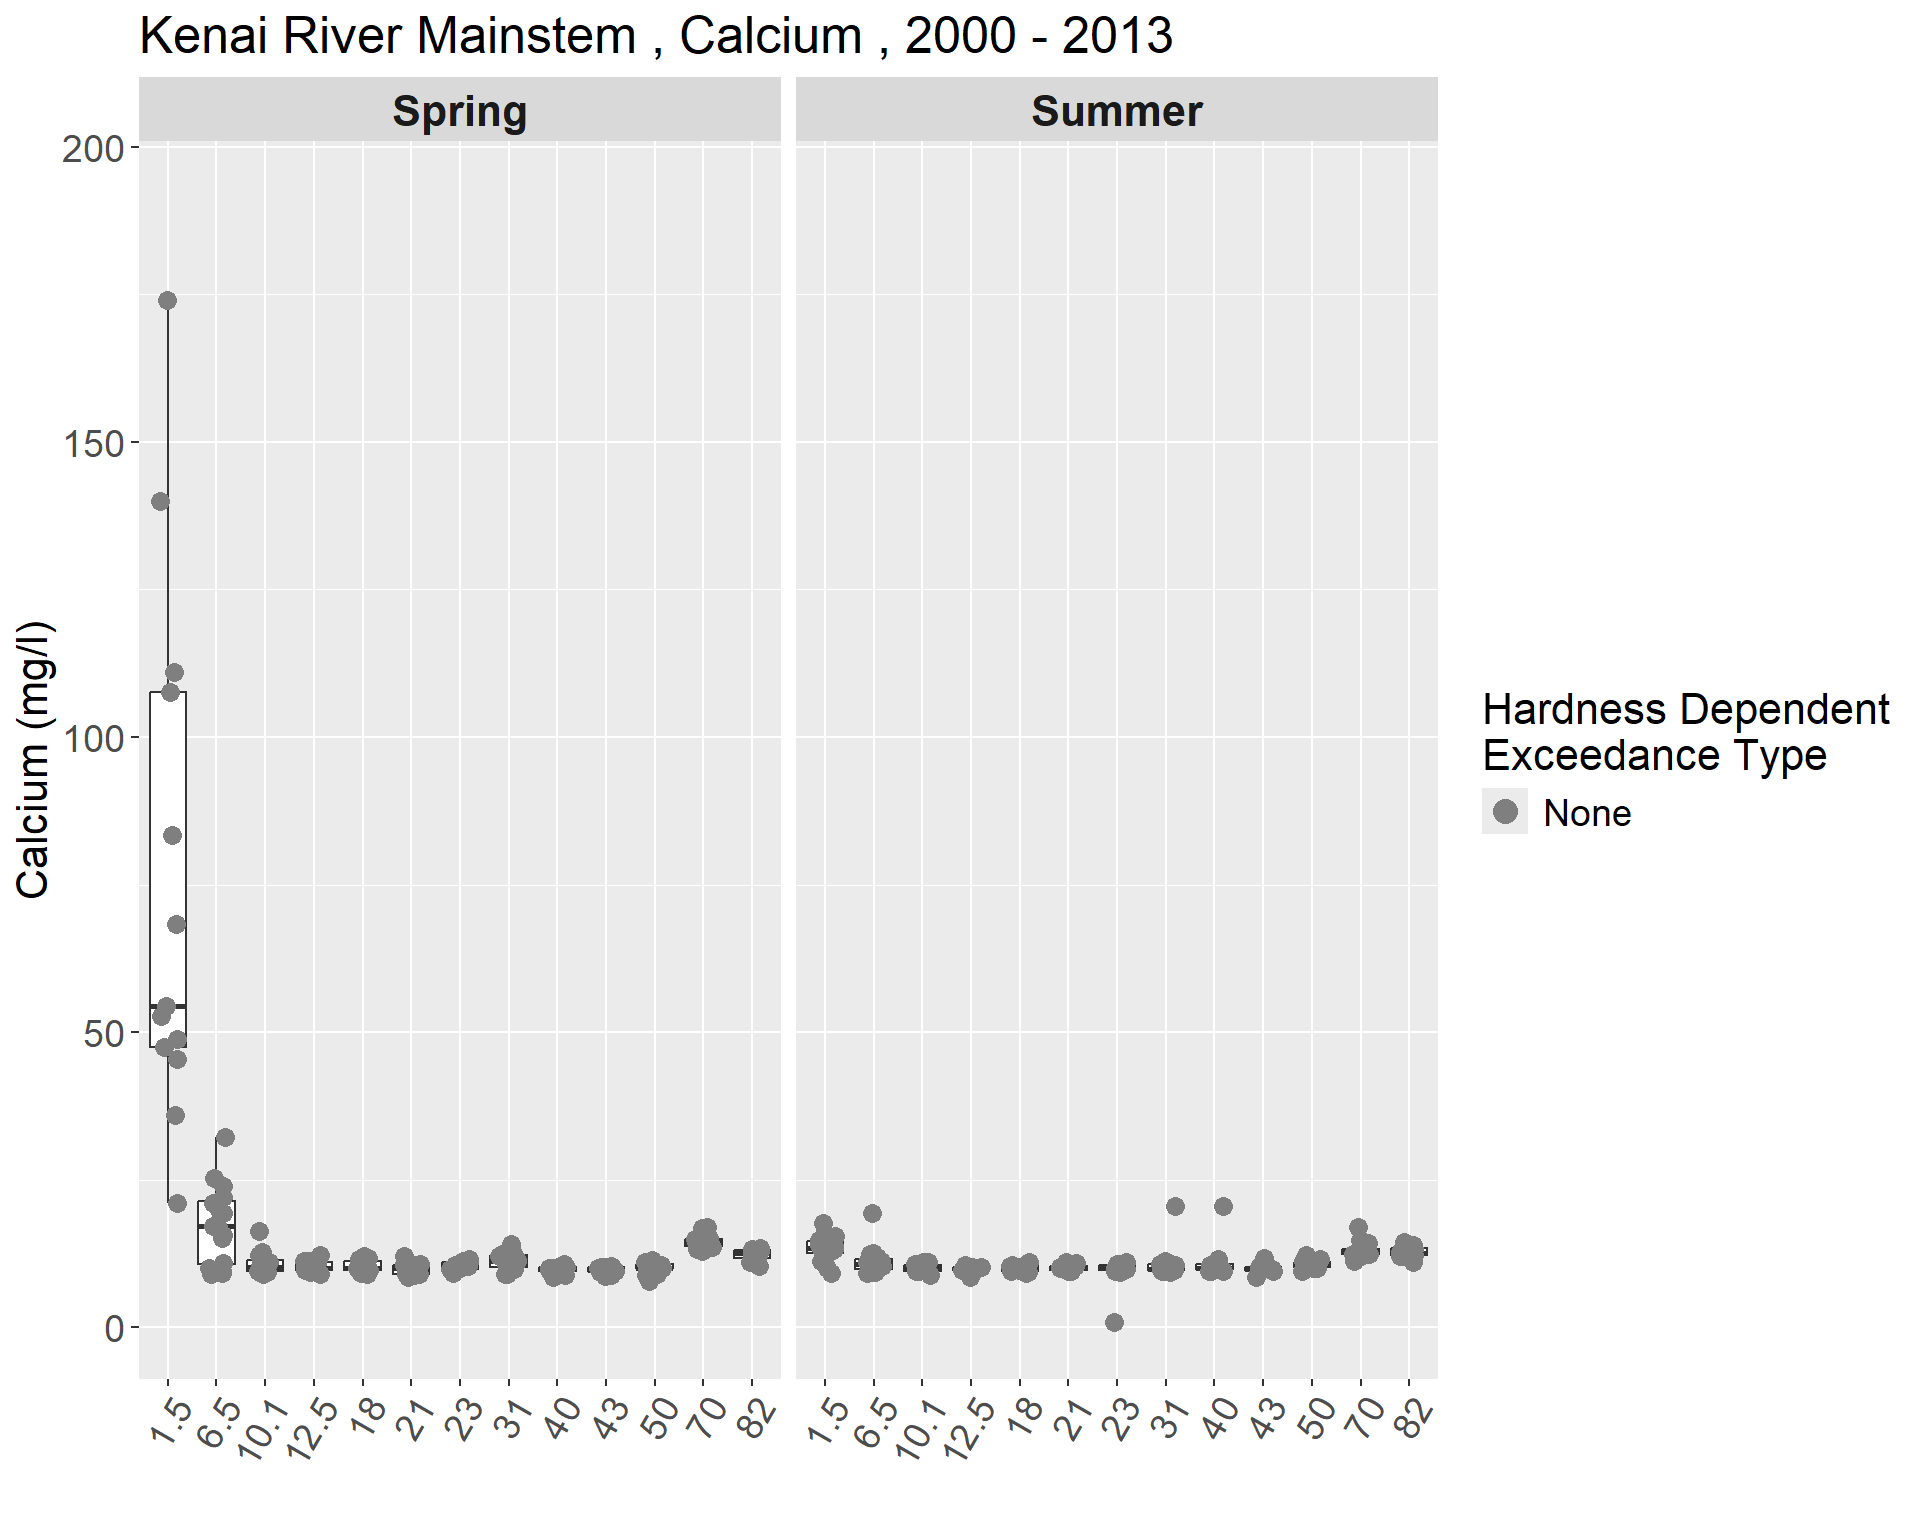 Kenai River Mainstem , Calcium , 2000 - 2013
Spring
Summer
Calcium (mg/l)
200
150
100
50
0
1.5 6.5 10.1 12.5 18 21 23 31 40 43 50 70 82
1.5 6.5 10.1 12.5 18 21 23 31 40 43 50 70 82
Hardness Dependent
Exceedance Type
None